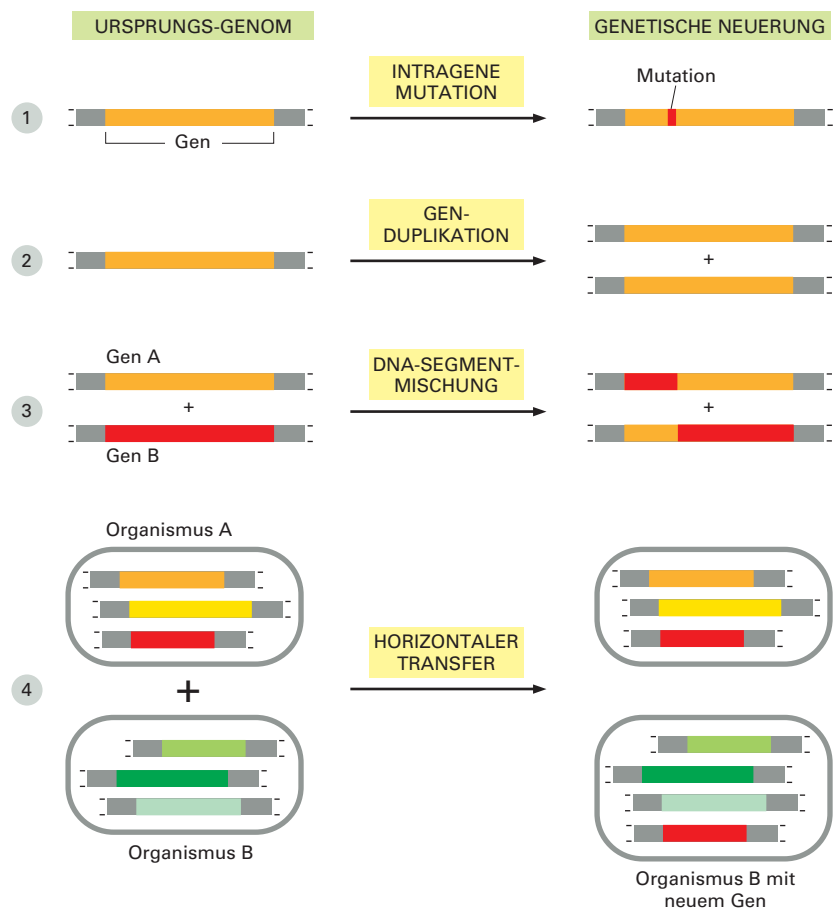 URSPRUNGS-GENOM
GENETISCHE NEUERUNG
1
Gen
INTRAGENE
MUTATION
Mutation
2
GEN-
DUPLIKATION
+
3
Gen A
+
Gen B
DNA-SEGMENT-
MISCHUNG
+
4
Organismus A
+
Organismus B
HORIZONTALER
TRANSFER
Organismus B mit
neuem Gen